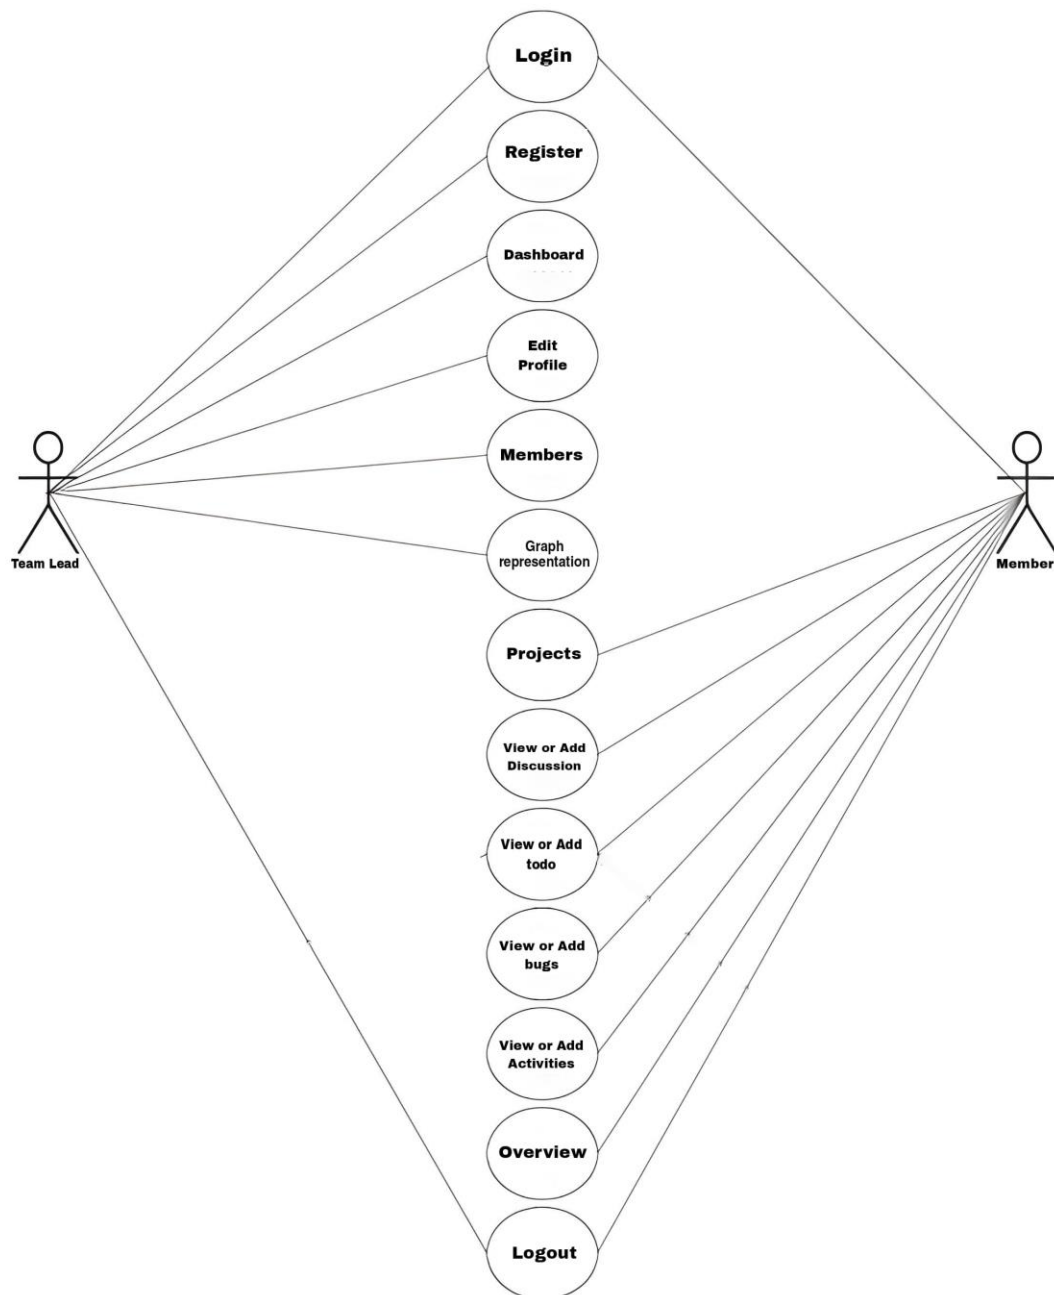 Login
Register
Dashboard
Edit
Profile
Members
Team Lead
Member
Graph
representation
Projects
View or Add
Discussion
View or Add
todo
View or Add
bugs
View or Add
Activities
Overview
Logout